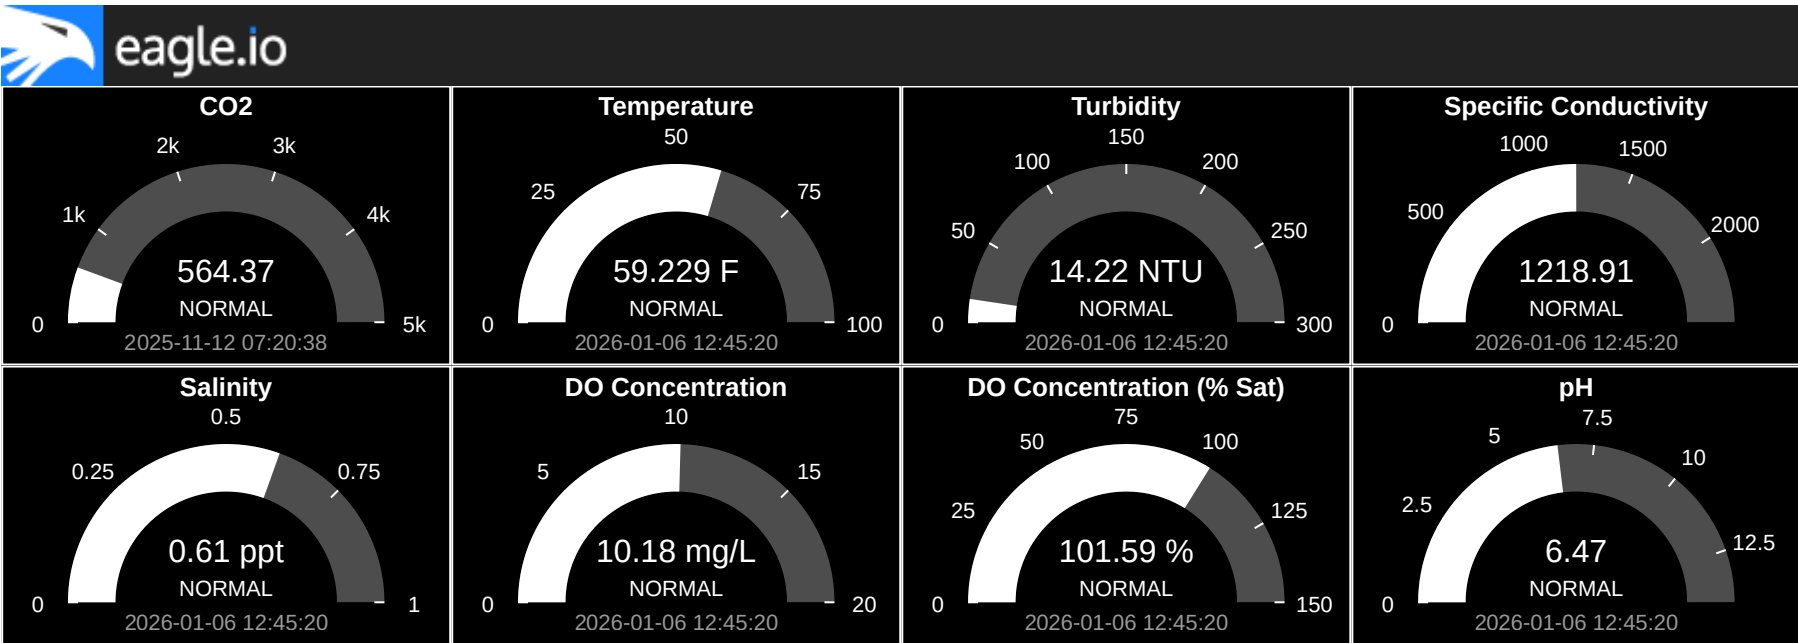 eagle.io
CO2
2k
3k
1k
4k
564.37
NORMAL
0
5k
2025-11-12 07:20:38
Temperature
50
25
75
59.229 F
NORMAL
0
100
2026-01-06 12:45:20
Turbidity
150
100
200
50
250
14.22 NTU
NORMAL
0
300
2026-01-06 12:45:20
Specific Conductivity
1000
1500
500
2000
1218.91
NORMAL
0
2026-01-06 12:45:20
Salinity
0.5
0.25
0.75
0.61 ppt
NORMAL
0
1
2026-01-06 12:45:20
DO Concentration
10
5
15
10.18 mg/L
NORMAL
0
20
2026-01-06 12:45:20
DO Concentration (% Sat)
75
50
100
25
125
101.59 %
NORMAL
0
150
2026-01-06 12:45:20
pH
7.5
5
10
2.5
12.5
6.47
NORMAL
0
2026-01-06 12:45:20